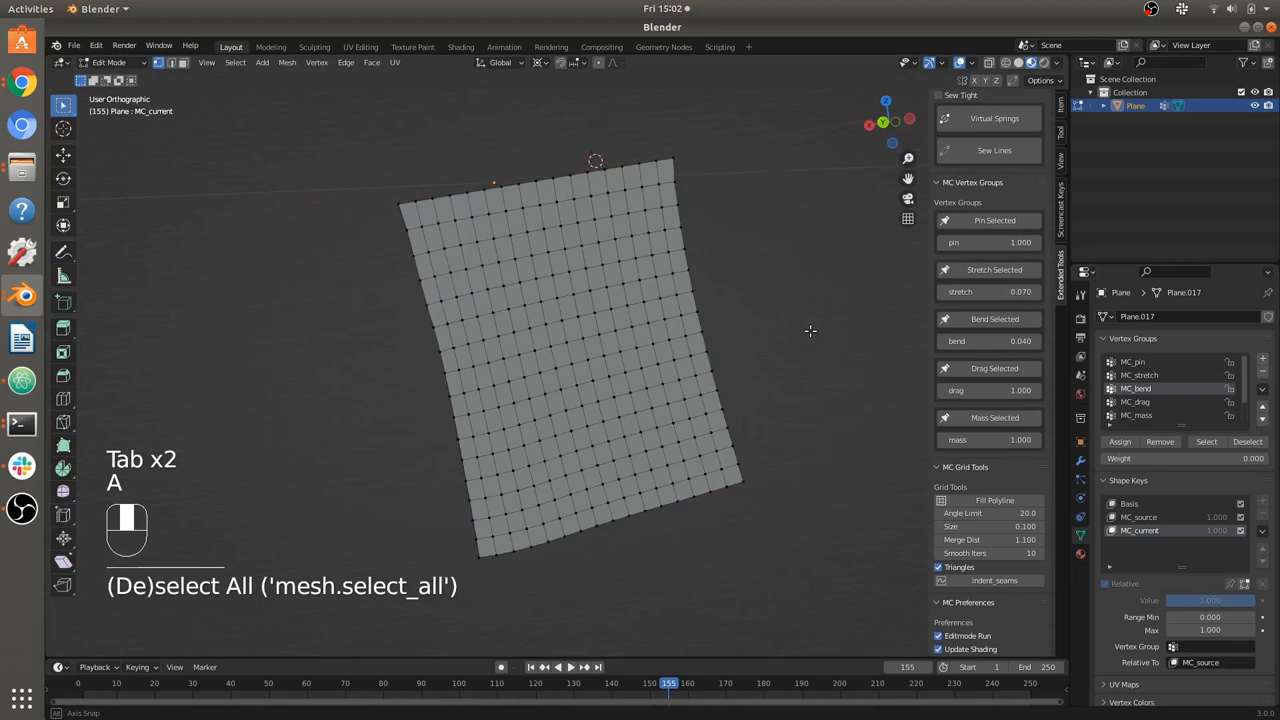 Activities
Blender
Fri 15:02
Blender
File Edit Render Window Help
Layout Modeling Sculpting UV Editing Texture Paint Shading Animation Rendering Compositing Geometry Nodes Scripting +
Scene
View Layer
Edit Mode
View Select Add Mesh Vertex Edge Face UV
Global
X Y Z
Options
User Orthographic
(155) Plane : MC_current
Tab x2
A
(De)select All ('mesh.select_all')
X
Y
Z
Sew Tight
Virtual Springs
Sew Lines
MC Vertex Groups
Vertex Groups
Pin Selected
pin 1.000
Stretch Selected
stretch 0.070
Bend Selected
bend 0.040
Drag Selected
drag 1.000
Mass Selected
mass 1.000
MC Grid Tools
Grid Tools
Fill Polyline
Angle Limit 20.0
Size 0.100
Merge Dist 1.100
Smooth Iters 10
Triangles
indent_seams
MC Preferences
Preferences
Editmode Run
Update Shading
Item
Tool
View
Screencast Keys
Extended Tools
Scene Collection
Collection
Plane
Plane
Plane.017
Plane.017
Vertex Groups
MC_pin
MC_stretch
MC_bend
MC_drag
MC_mass
Assign Remove Select Deselect
Weight 0.000
Shape Keys
Basis
MC_source 1.000
MC_current 1.000
Relative
Value 1.000
Range Min 0.000
Max 1.000
Vertex Group
Relative To MC_source
UV Maps
Vertex Colors
Playback Keying View Marker
155
Start 1
End 250
0 10 20 30 40 50 60 70 80 90 100 110 120 130 140 150 155 160 170 180 190 200 210 220 230 240 250
Alt Axis Snap
3.0.0